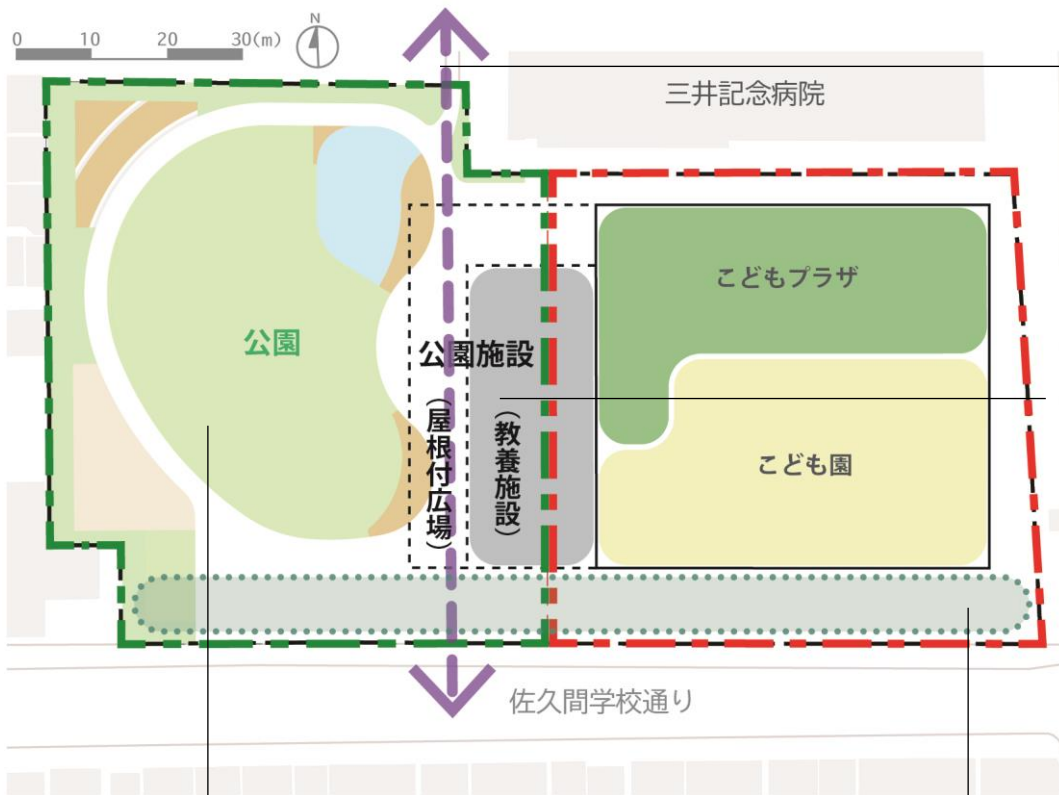 0 10 20 30(m)
N
三井記念病院
こどもプラザ
公園
公園施設
(屋根付広場)
(教養施設)
こども園
佐久間学校通り